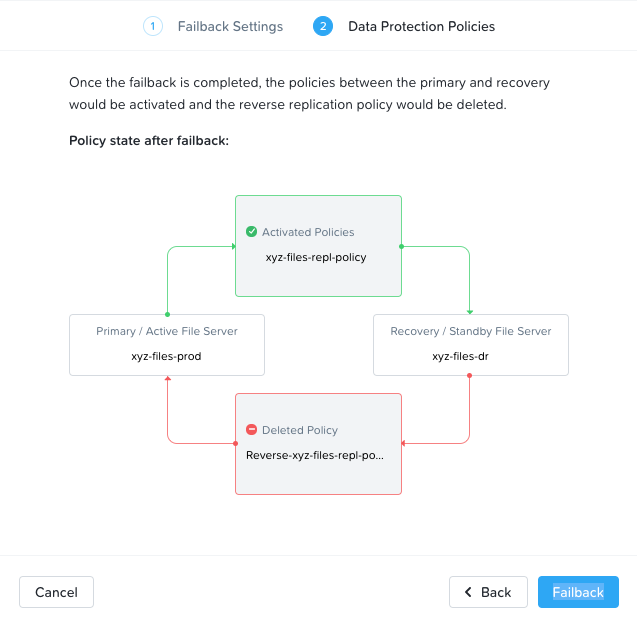 1 Failback Settings 2 Data Protection Policies
Once the failback is completed, the policies between the primary and recovery
would be activated and the reverse replication policy would be deleted.
Policy state after failback:
Activated Policies
xyz-files-repl-policy
Primary / Active File Server
xyz-files-prod
Recovery / Standby File Server
xyz-files-dr
Deleted Policy
Reverse-xyz-files-repl-po...
Cancel
Back
Failback